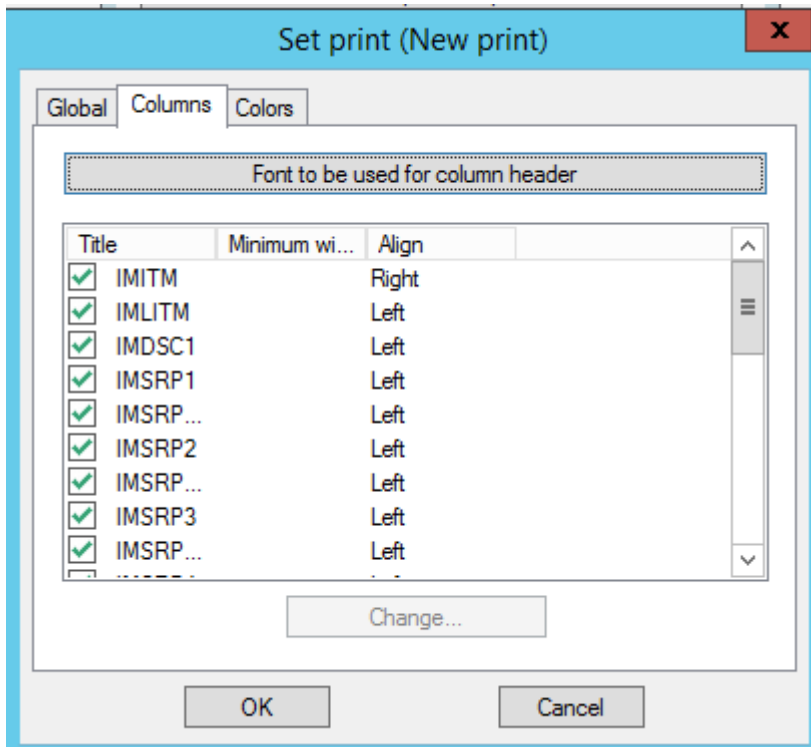 Set print (New print)
x
Global Columns Colors
Font to be used for column header
Title Minimum wi... Align
IMITM Right
IMLITM Left
IMDSC1 Left
IMSRP1 Left
IMSRP... Left
IMSRP2 Left
IMSRP... Left
IMSRP3 Left
IMSRP... Left
Change...
OK Cancel